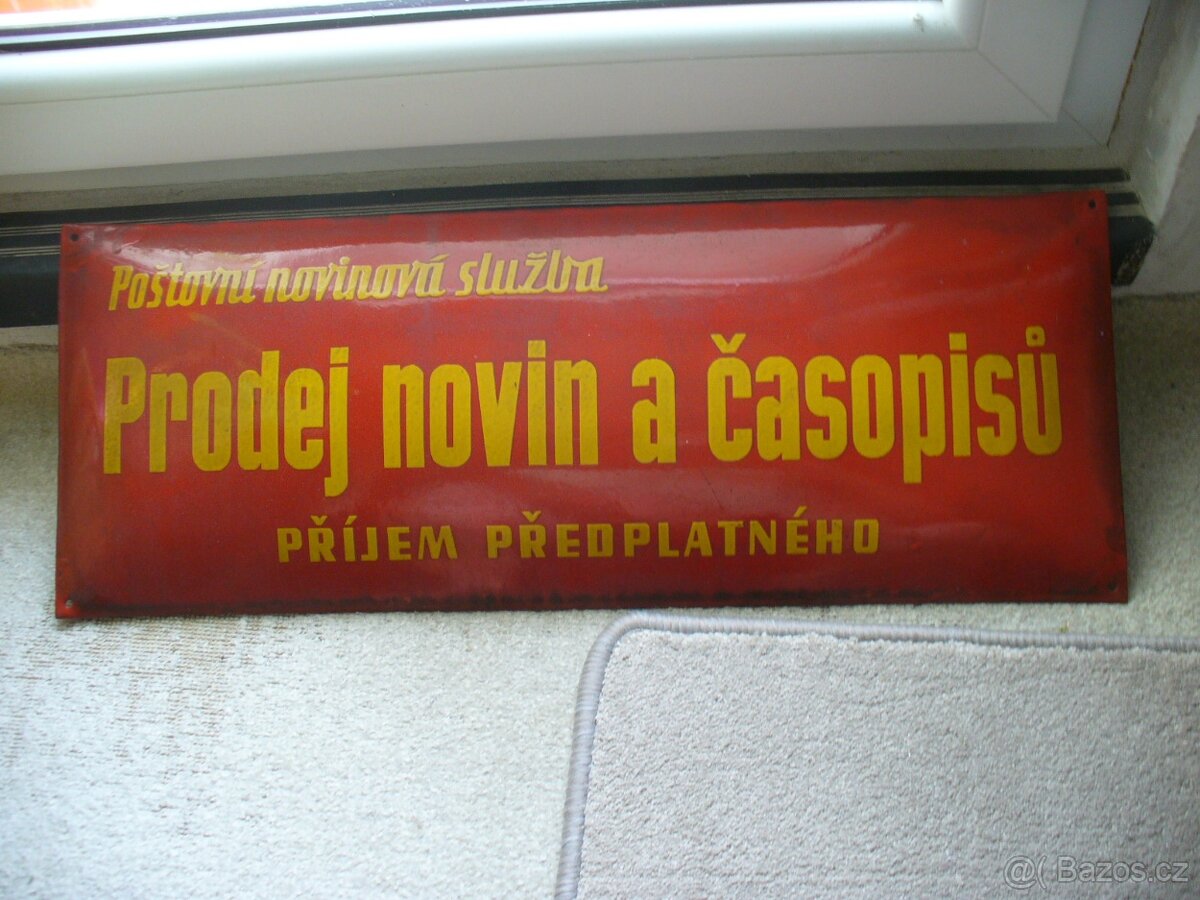 Poštovní novinová služba
Prodej novin a časopisů
PŘÍJEM PŘEDPLATNÉHO
@( Bazos.cz